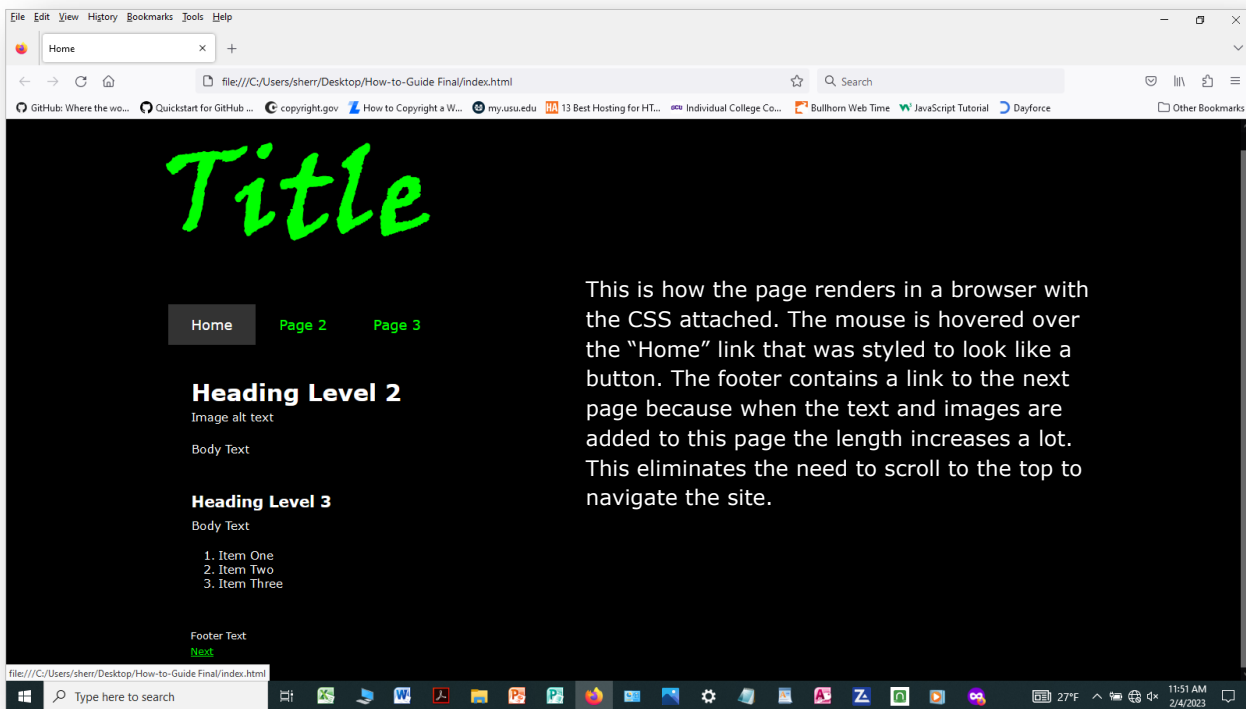 File Edit View History Bookmarks Tools Help
Home
file:///C:/Users/sherr/Desktop/How-to-Guide Final/index.html
Search
GitHub: Where the wo... Quickstart for GitHub ... copyright.gov How to Copyright a W... my.usu.edu 13 Best Hosting for HT... Individual College Co... Bullhorn Web Time JavaScript Tutorial Dayforce Other Bookmarks
Title
Home Page 2 Page 3
Heading Level 2
Image alt text
Body Text
Heading Level 3
Body Text
1. Item One
2. Item Two
3. Item Three
Footer Text
Next
This is how the page renders in a browser with
the CSS attached. The mouse is hovered over
the “Home” link that was styled to look like a
button. The footer contains a link to the next
page because when the text and images are
added to this page the length increases a lot.
This eliminates the need to scroll to the top to
navigate the site.
file:///C:/Users/sherr/Desktop/How-to-Guide Final/index.html
Type here to search
27°F
11:51 AM
2/4/2023